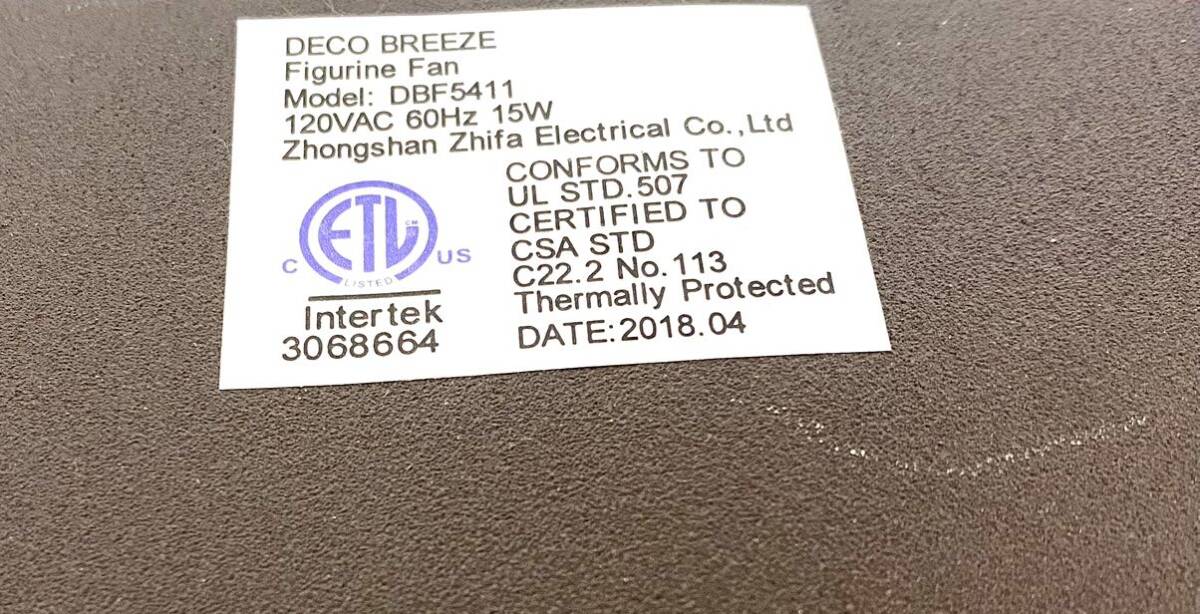 DECO BREEZE
Figurine Fan
Model: DBF5411
120VAC 60Hz 15W
Zhongshan Zhifa Electrical Co.,Ltd
ETL CM
C US
LISTED
Intertek
3068664
CONFORMS TO
UL STD.507
CERTIFIED TO
CSA STD
C22.2 No.113
Thermally Protected
DATE:2018.04